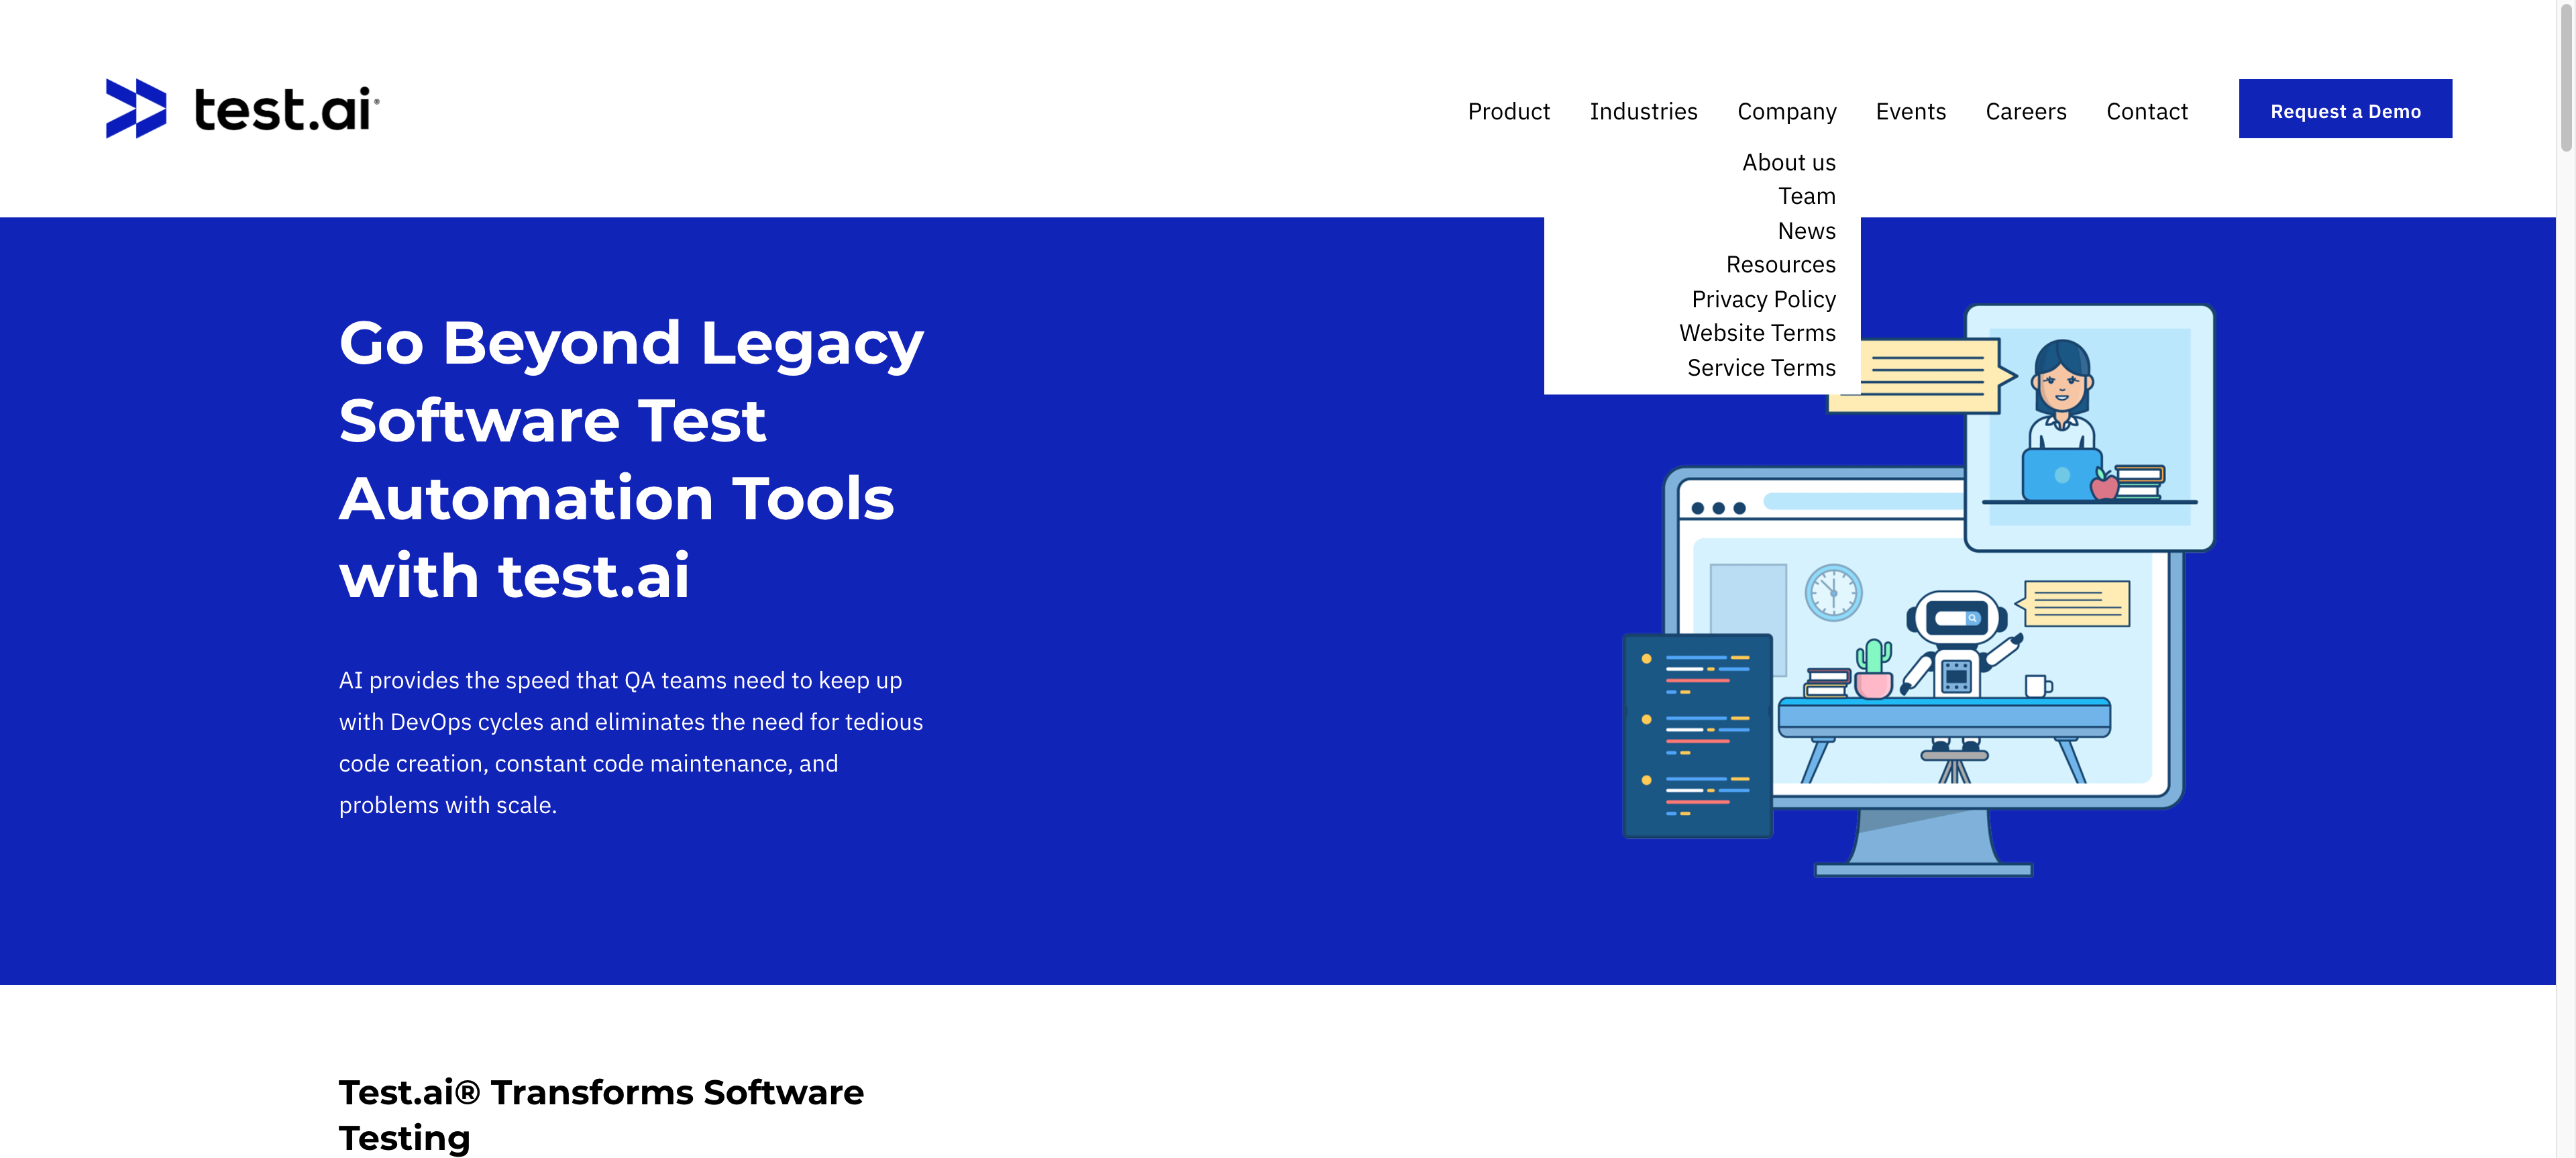 test.ai®
Product Industries Company Events Careers Contact Request a Demo
About us
Team
News
Resources
Privacy Policy
Website Terms
Service Terms
Go Beyond Legacy
Software Test
Automation Tools
with test.ai
AI provides the speed that QA teams need to keep up
with DevOps cycles and eliminates the need for tedious
code creation, constant code maintenance, and
problems with scale.
Test.ai® Transforms Software
Testing